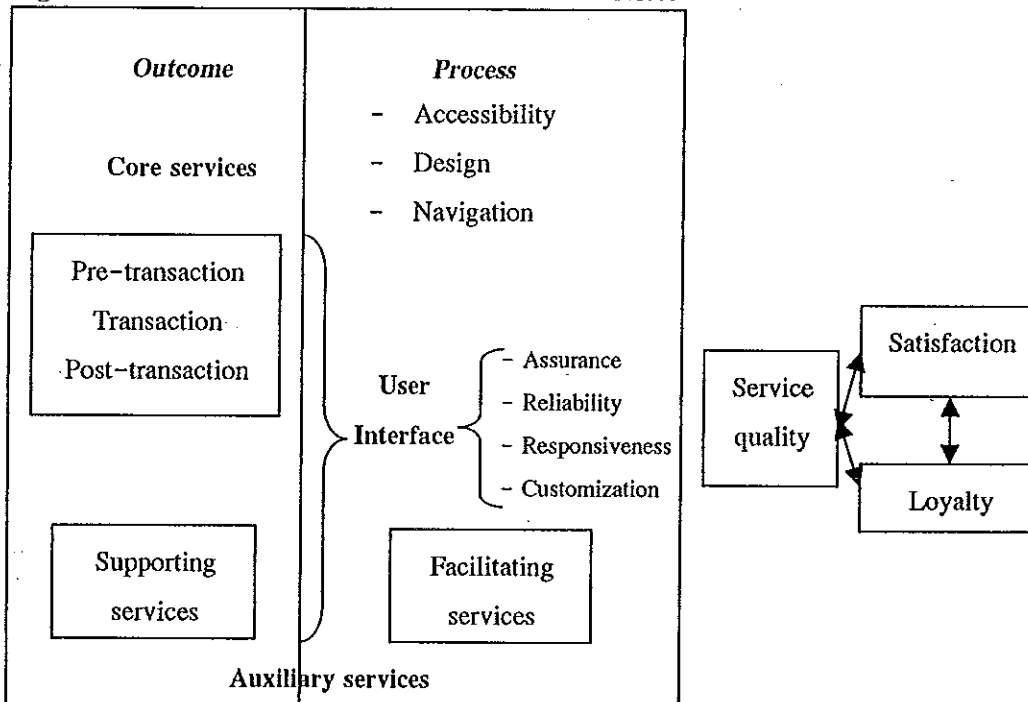 Outcome
Core services
Pre-transaction
Transaction
Post-transaction
Supporting
services
Process
- Accessibility
- Design
- Navigation
User
Interface
- Assurance
- Reliability
- Responsiveness
- Customization
Facilitating
services
Auxiliary services
Service
quality
Satisfaction
Loyalty